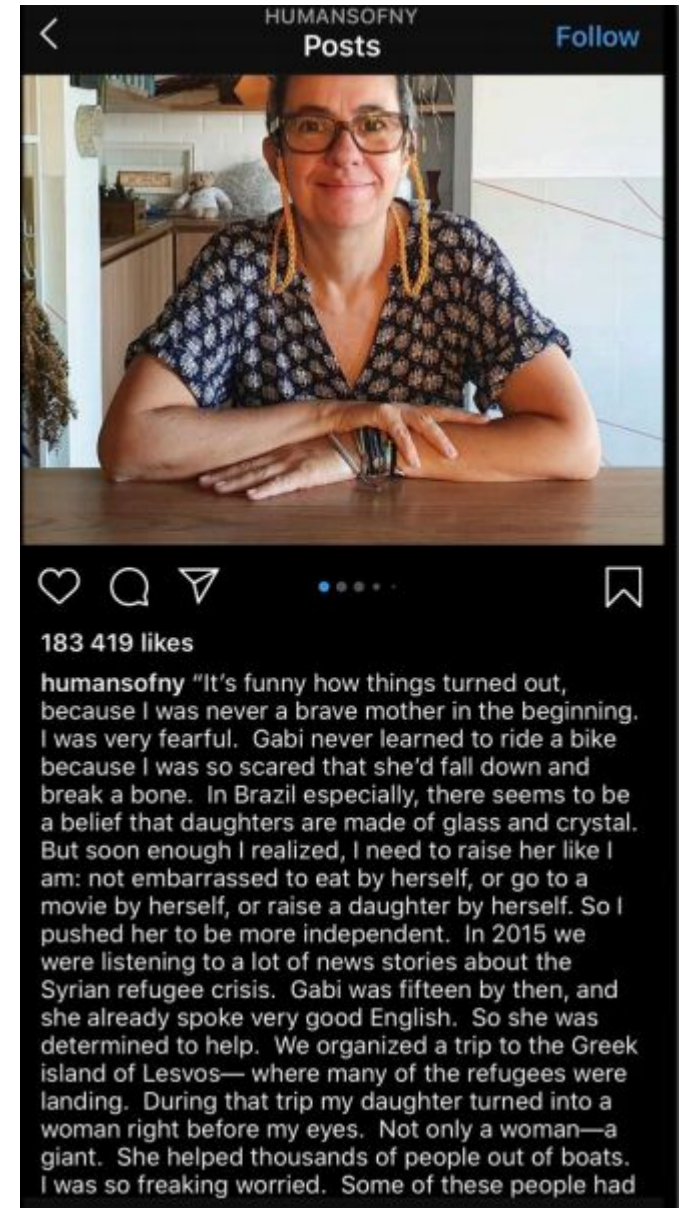 HUMANSOFNY
Posts
Follow
183 419 likes
humansofny “It’s funny how things turned out,
because I was never a brave mother in the beginning.
I was very fearful.  Gabi never learned to ride a bike
because I was so scared that she’d fall down and
break a bone.  In Brazil especially, there seems to be
a belief that daughters are made of glass and crystal.
But soon enough I realized, I need to raise her like I
am: not embarrassed to eat by herself, or go to a
movie by herself, or raise a daughter by herself. So I
pushed her to be more independent.  In 2015 we
were listening to a lot of news stories about the
Syrian refugee crisis.  Gabi was fifteen by then, and
she already spoke very good English.  So she was
determined to help.  We organized a trip to the Greek
island of Lesvos— where many of the refugees were
landing.  During that trip my daughter turned into a
woman right before my eyes.  Not only a woman—a
giant.  She helped thousands of people out of boats.
I was so freaking worried.  Some of these people had